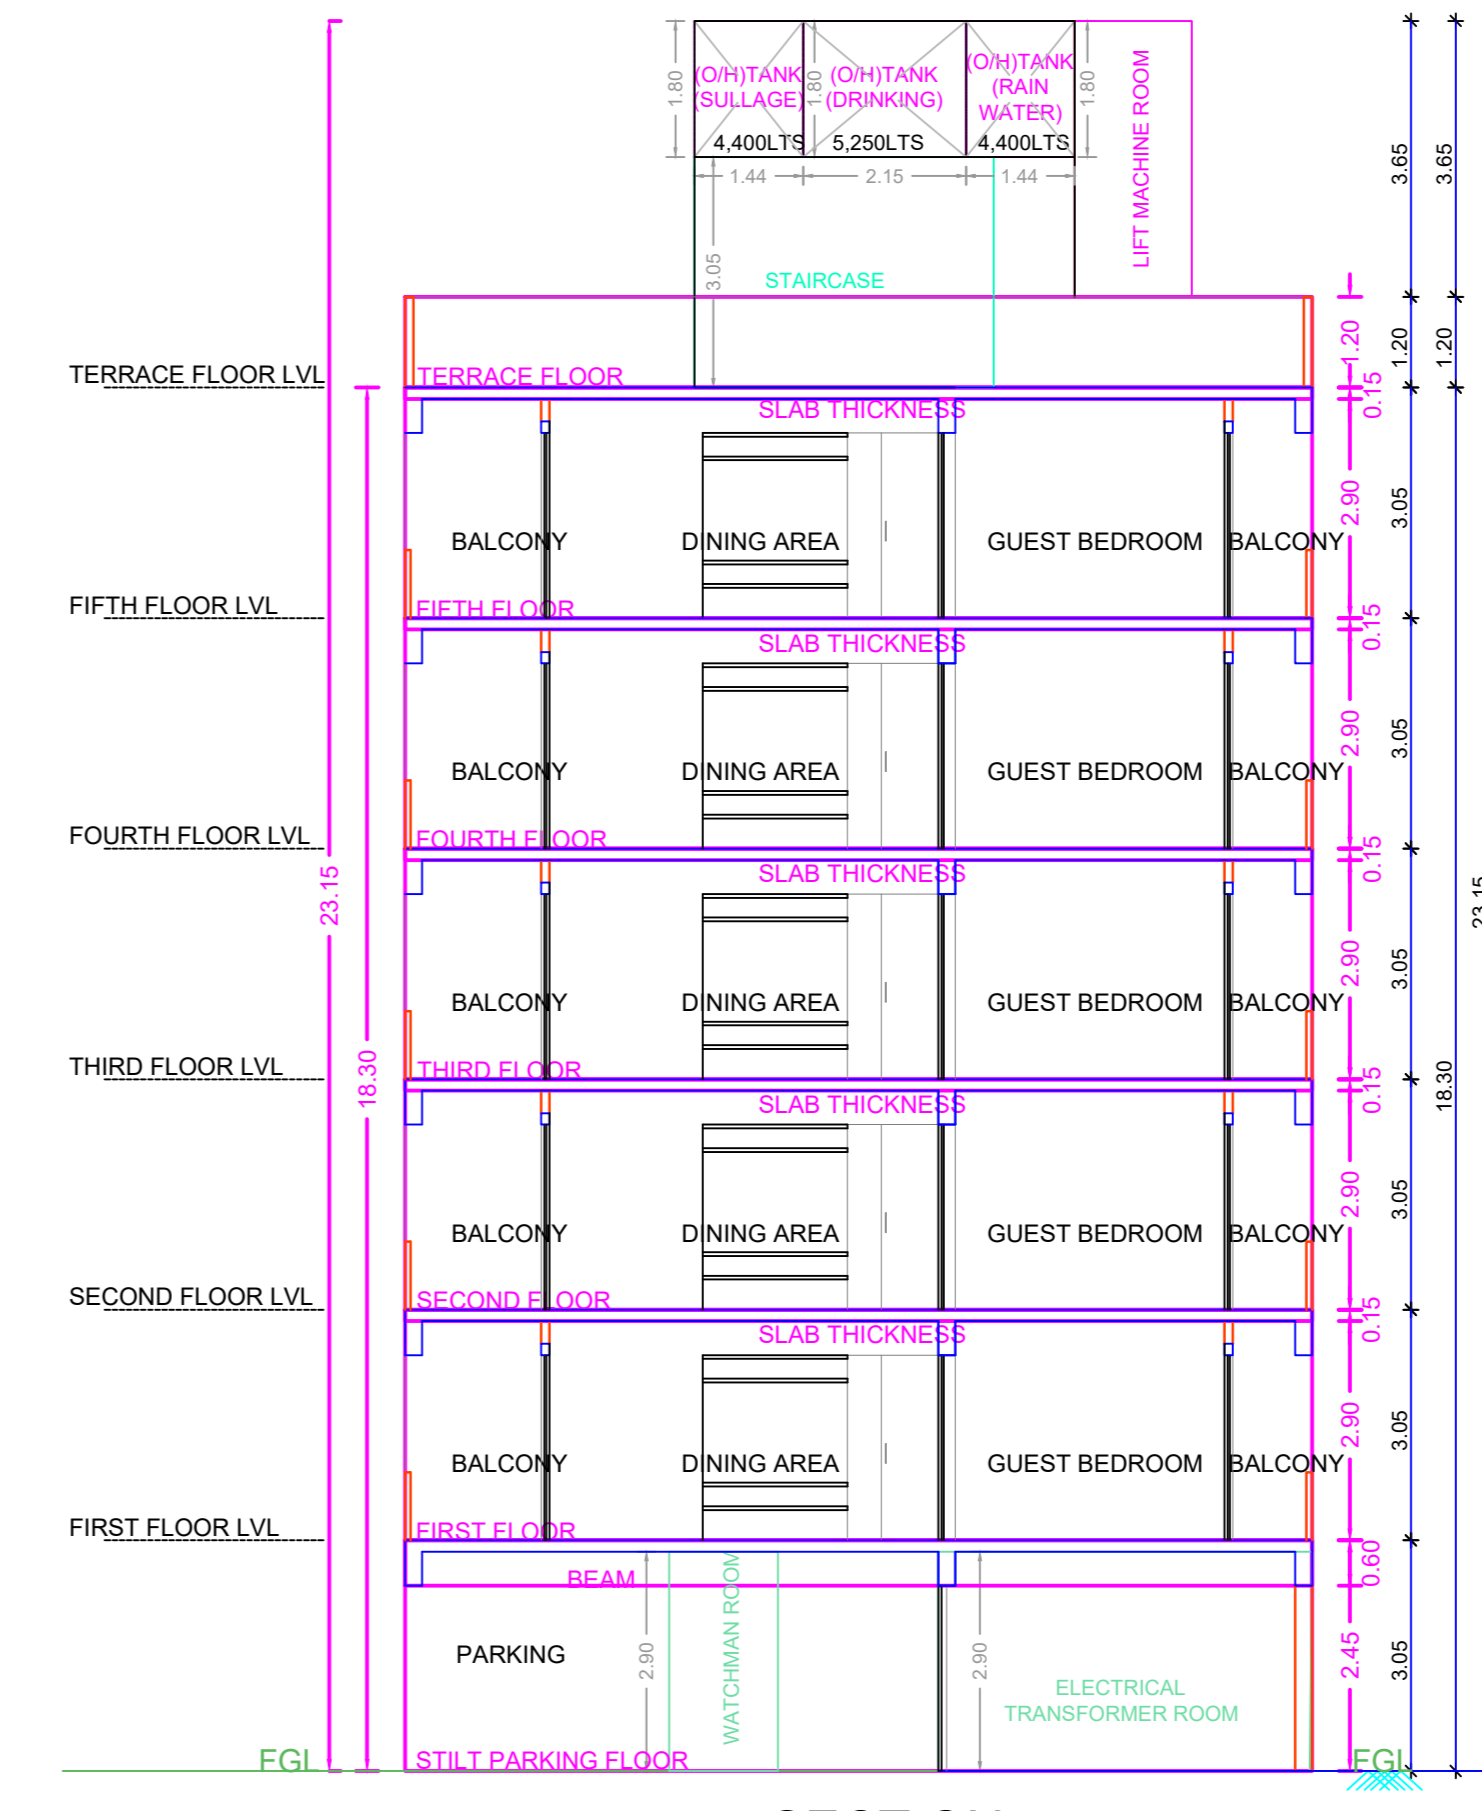 (O/H)TANK
(SULLAGE)
4,400LTS
(O/H)TANK
(DRINKING)
5,250LTS
(O/H)TANK
(RAIN
WATER)
4,400LTS
LIFT MACHINE ROOM
1.80
1.80
1.80
1.44
2.15
1.44
3.65
3.65
3.05
STAIRCASE
1.20
1.20
1.20
TERRACE FLOOR LVL
TERRACE FLOOR
0.15
SLAB THICKNESS
2.90
3.05
BALCONY
DINING AREA
GUEST BEDROOM
BALCONY
FIFTH FLOOR LVL
FIFTH FLOOR
0.15
SLAB THICKNESS
2.90
3.05
BALCONY
DINING AREA
GUEST BEDROOM
BALCONY
FOURTH FLOOR LVL
FOURTH FLOOR
0.15
SLAB THICKNESS
23.15
23.15
2.90
3.05
BALCONY
DINING AREA
GUEST BEDROOM
BALCONY
THIRD FLOOR LVL
THIRD FLOOR
18.30
18.30
0.15
SLAB THICKNESS
2.90
3.05
BALCONY
DINING AREA
GUEST BEDROOM
BALCONY
SECOND FLOOR LVL
SECOND FLOOR
0.15
SLAB THICKNESS
2.90
3.05
BALCONY
DINING AREA
GUEST BEDROOM
BALCONY
FIRST FLOOR LVL
FIRST FLOOR
0.60
BEAM
WATCHMAN ROOM
2.90
2.90
2.45
3.05
PARKING
ELECTRICAL
TRANSFORMER ROOM
FGL
STILT PARKING FLOOR
FGL